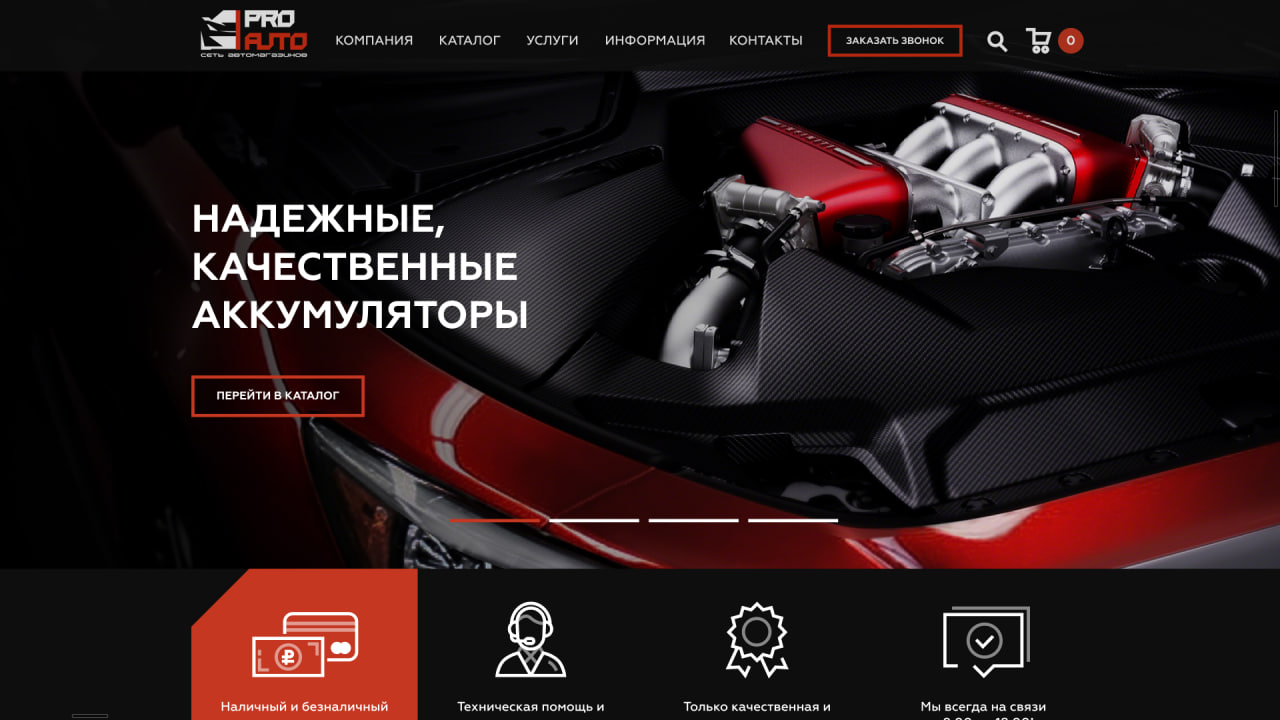 PRO
AUTO
сеть автомагазинов
КОМПАНИЯ КАТАЛОГ УСЛУГИ ИНФОРМАЦИЯ КОНТАКТЫ ЗАКАЗАТЬ ЗВОНОК 0
НАДЕЖНЫЕ,
КАЧЕСТВЕННЫЕ
АККУМУЛЯТОРЫ
ПЕРЕЙТИ В КАТАЛОГ
Наличный и безналичный Техническая помощь и Только качественная и Мы всегда на связи